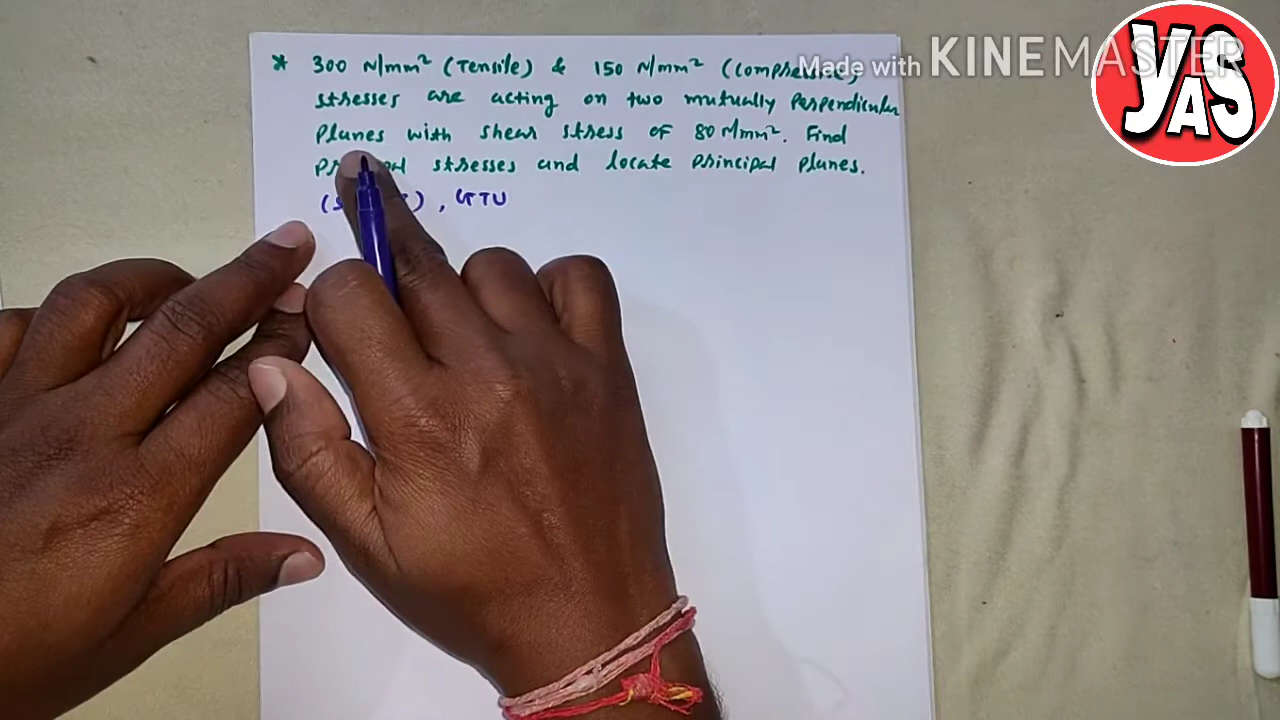 * 300 N/mm² (Tensile) & 150 N/mm² (Compressive)
stresses are acting on two mutually Perpendicular
Planes with shear stress of 80 N/mm². Find
stresses and locate principal planes.
, GTU
Made with KINEMASTER
YAS